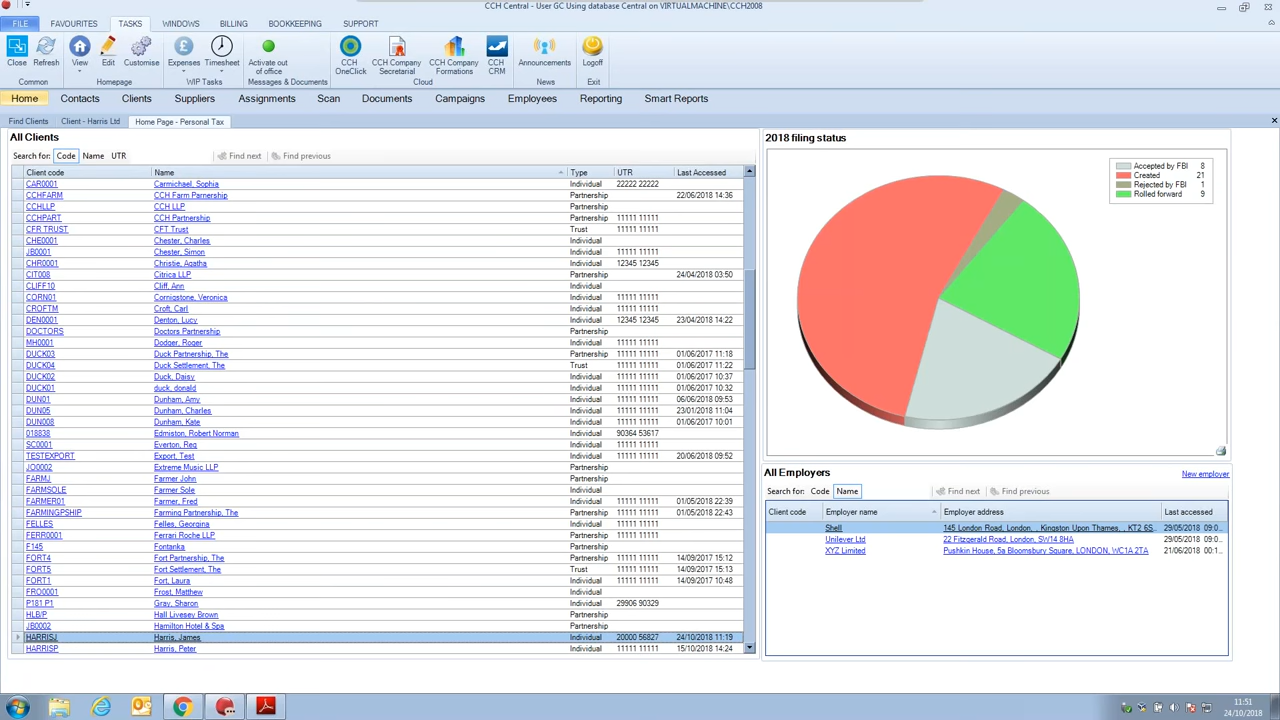 CCH Central - User GC Using database Central on VIRTUALMACHINE\CCH2008
FILE FAVOURITES TASKS WINDOWS BILLING BOOKKEEPING SUPPORT
Close Refresh View Edit Customise Expenses Timesheet Activate out of office CCH OneClick CCH Company Secretarial CCH Company Formations CCH CRM Announcements Logoff
Common Homepage WIP Tasks Messages & Documents Cloud News Exit
Home Contacts Clients Suppliers Assignments Scan Documents Campaigns Employees Reporting Smart Reports
Find Clients Client - Harris Ltd Home Page - Personal Tax
All Clients
Search for: Code Name UTR Find next Find previous
Client code Name Type UTR Last Accessed
CAR0001 Carmichael, Sophia Individual 22222 22222
CCHFARM CCH Farm Parnership Partnership 22/06/2018 14:36
CCHLLP CCH LLP Partnership
CCHPART CCH Partnership Partnership 11111 11111
CFR TRUST CFT Trust Trust 11111 11111
CHE0001 Chester, Charles Individual
JB0001 Chester, Simon Individual 11111 11111
CHR0001 Christie, Agatha Individual 12345 12345
CIT008 Citrica LLP Partnership 24/04/2018 03:50
CLIFF10 Cliff, Ann Individual
CORN01 Cornigstone, Veronica Individual 11111 11111
CROFTM Croft, Carl Individual 11111 11111
DEN0001 Denton, Lucy Individual 12345 12345 23/04/2018 14:22
DOCTORS Doctors Partnership Partnership
MH0001 Dodger, Roger Individual 11111 11111
DUCK03 Duck Partnership, The Partnership 11111 11111 01/06/2017 11:18
DUCK04 Duck Settlement, The Trust 11111 11111 01/06/2017 11:22
DUCK02 Duck, Daisy Individual 11111 11111 01/06/2017 10:37
DUCK01 duck, donald Individual 11111 11111 01/06/2017 10:36
DUN01 Dunham, Amy Individual 11111 11111 06/06/2018 09:53
DUN05 Dunham, Charles Individual 11111 11111 23/01/2018 11:04
DUN008 Dunham, Kate Individual 11111 11111 02/06/2017 10:01
018838 Edmiston, Robert Norman Individual 90364 53617
SC0001 Everton, Reg Individual 11111 11111
TESTEXPORT Export, Test Individual 11111 11111 20/06/2018 09:52
JO0002 Extreme Music LLP Partnership
FARMJ Farmer John Individual 11111 11111
FARMSOLE Farmer Sole Individual
FARMER01 Farmer, Fred Individual 11111 11111 01/05/2018 22:39
FARMINGPSHIP Farming Partnership, The Partnership 11111 11111 01/05/2018 22:43
FELLES Felles, Georgina Individual 11111 11111
FERR0001 Ferrari Roche LLP Partnership 11111 11111
F145 Fontanka Individual
FORT4 Fort Partnership, The Partnership 11111 11111 14/09/2017 15:12
FORT5 Fort Settlement, The Trust 11111 11111 14/09/2017 15:13
FORT1 Fort, Laura Individual 11111 11111 14/09/2017 10:48
FRO0001 Frost, Matthew Individual
P181 P1 Gray, Sharon Individual 29906 90329
HLB/P Hall Livesey Brown Partnership
JB0002 Hamilton Hotel & Spa Partnership
HARRISJ Harris, James Individual 20000 56827 24/10/2018 11:19
HARRISP Harris, Peter Individual 11111 11111 15/10/2018 14:24
2018 filing status
Accepted by FBI 8
Created 21
Rejected by FBI 1
Rolled forward 9
All Employers New employer
Search for: Code Name Find next Find previous
Client code Employer name Employer address Last accessed
Shell 145 London Road, London, , Kingston Upon Thames, , KT2 6S... 29/05/2018 09:0...
Unilever Ltd 22 Fitzgerald Road, London, SW14 8HA 29/05/2018 09:0...
XYZ Limited Pushkin House, 5a Bloomsbury Square, LONDON, WC1A 2TA 21/06/2018 00:1...
11:51
24/10/2018